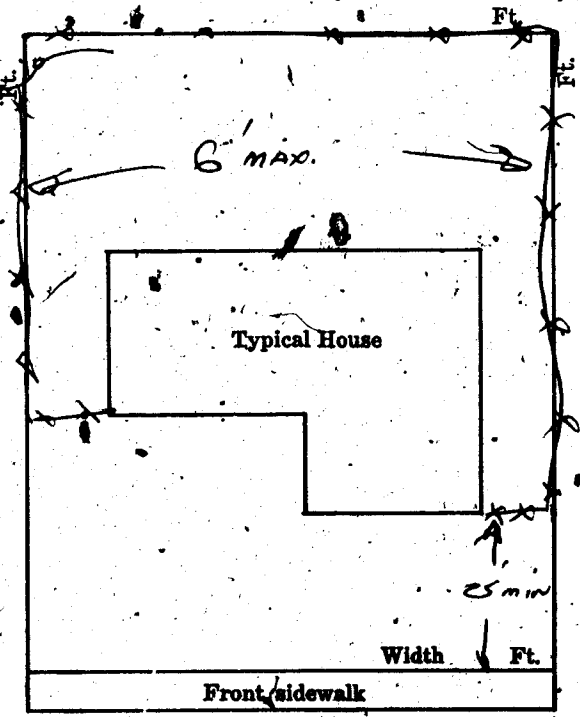 Ft.
Ft.
Ft.
6' MAX.
Typical House
25 MIN
Width Ft.
Front sidewalk